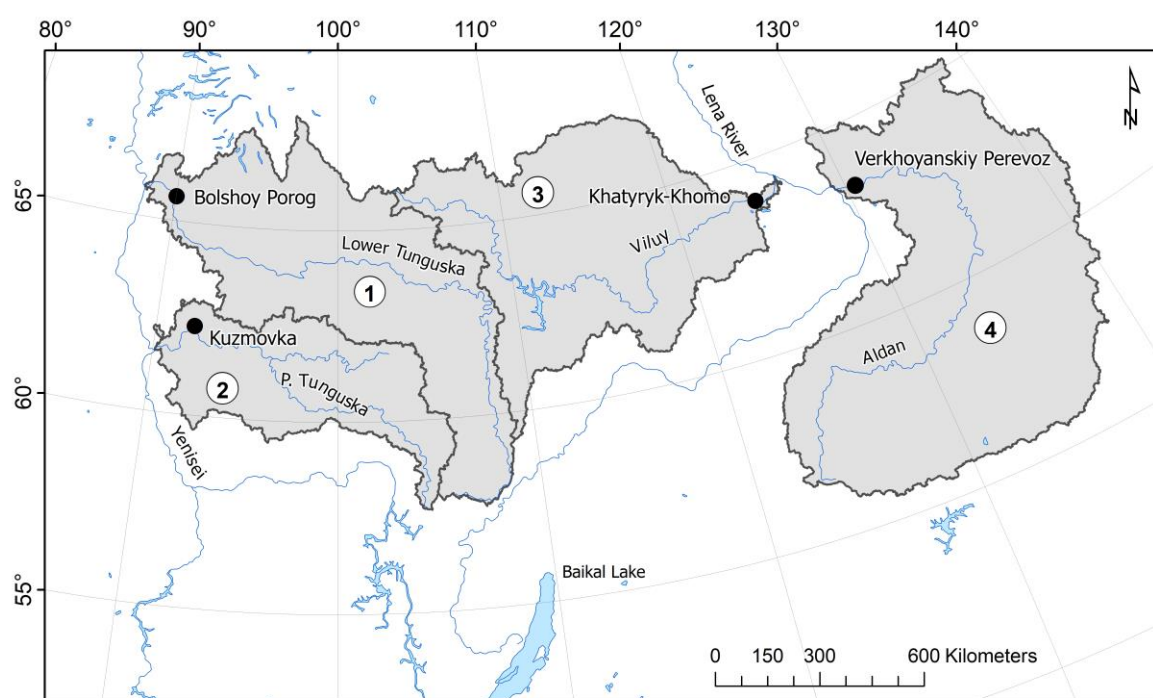 80° 90° 100° 110° 120° 130° 140°
65°
60°
55°
N
Lena River
Verkhoyanskiy Perevoz
Bolshoy Porog
3
Khatyryk-Khomo
Viluy
Lower Tunguska
1
4
Kuzmovka
Aldan
2
P. Tunguska
Yenisei
Baikal Lake
0 150 300 600 Kilometers